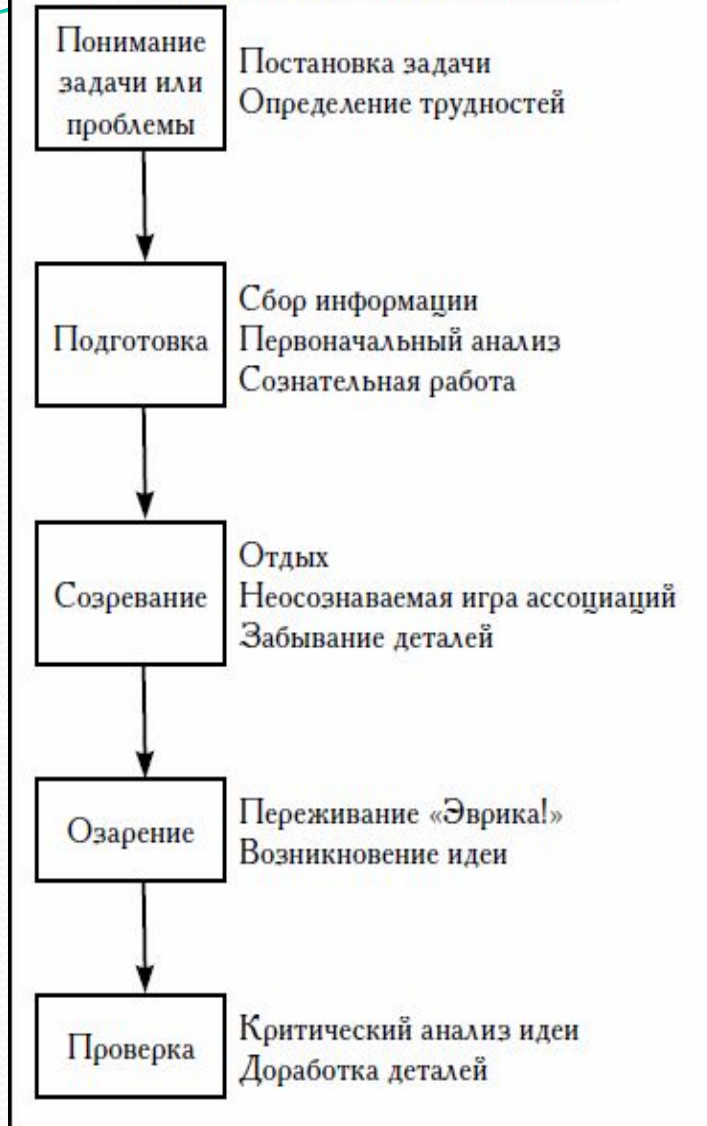 Понимание
задачи или
проблемы
Постановка задачи
Определение трудностей
Подготовка
Сбор информации
Первоначальный анализ
Сознательная работа
Созревание
Отдых
Неосознаваемая игра ассоциаций
Забывание деталей
Озарение
Переживание «Эврика!»
Возникновение идеи
Проверка
Критический анализ идеи
Доработка деталей